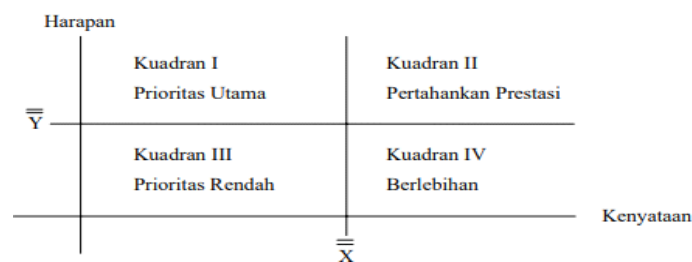 Harapan
Kuadran I
Prioritas Utama
Kuadran II
Pertahankan Prestasi
Y
Kuadran III
Prioritas Rendah
Kuadran IV
Berlebihan
Kenyataan
X